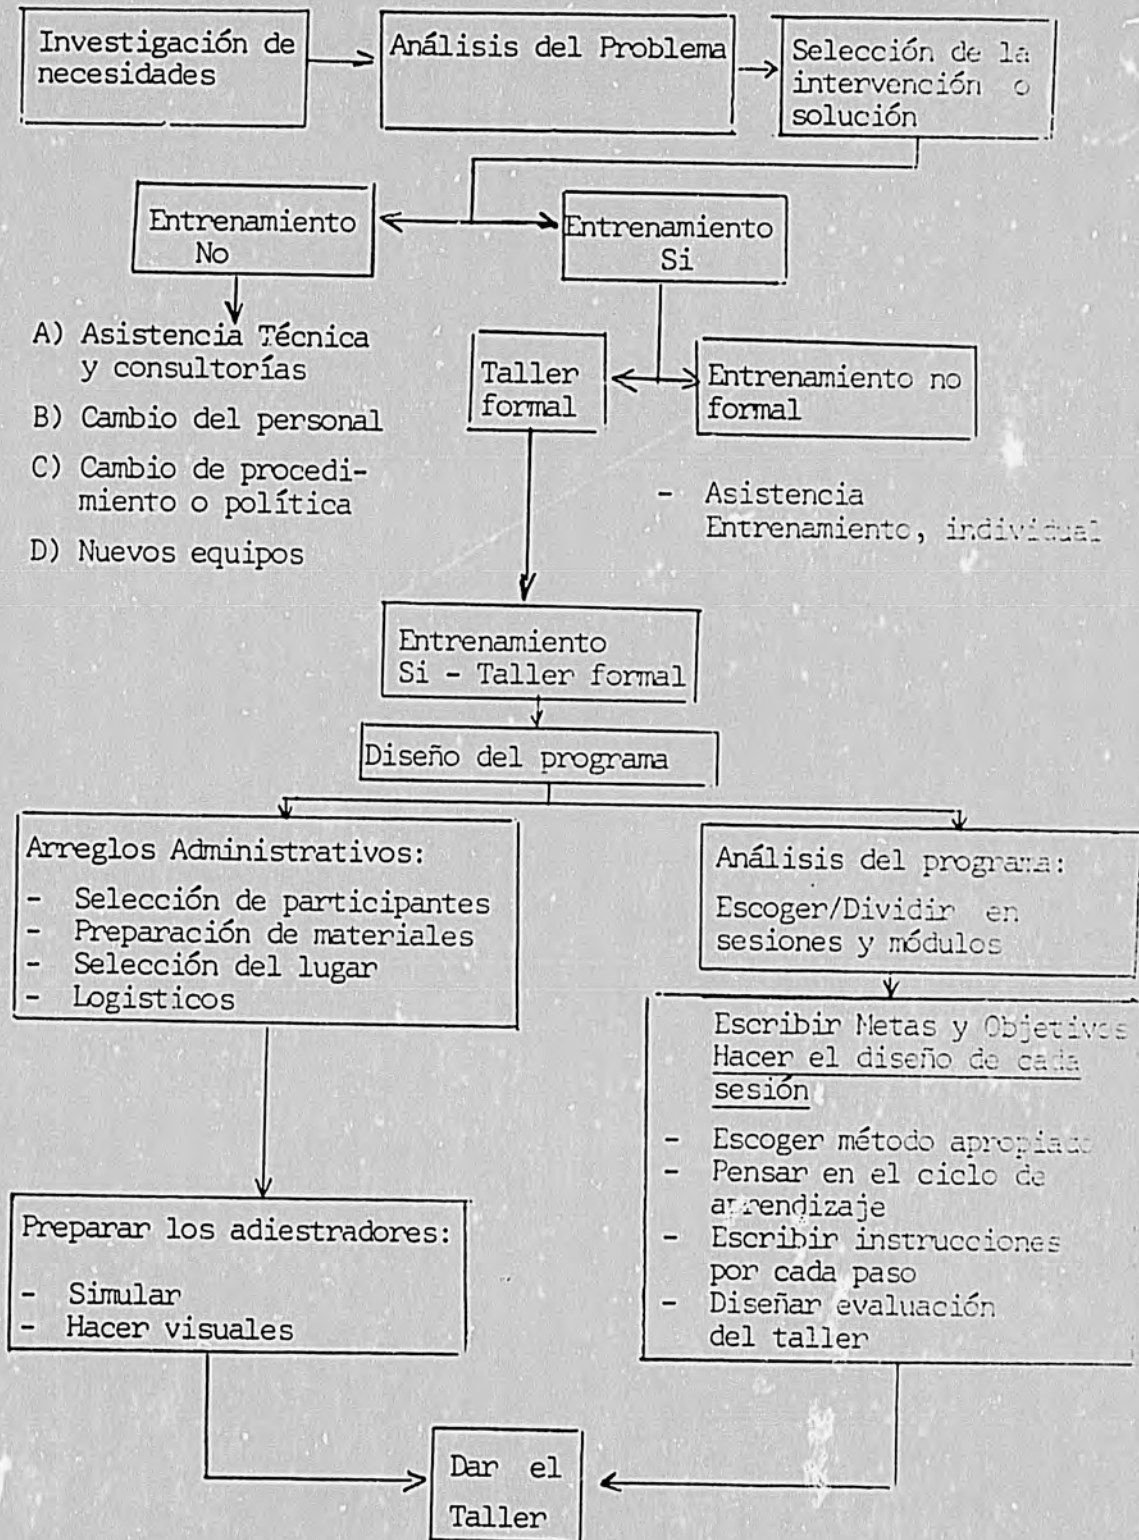 Investigación de
necesidades
Análisis del Problema
Selección de la
intervención o
solución
Entrenamiento
No
Entrenamiento
Si
A) Asistencia Técnica
y consultorías
B) Cambio del personal
C) Cambio de procedi-
miento o política
D) Nuevos equipos
Taller
formal
Entrenamiento no
formal
- Asistencia
Entrenamiento, individual
Entrenamiento
Si - Taller formal
Diseño del programa
Arreglos Administrativos:
- Selección de participantes
- Preparación de materiales
- Selección del lugar
- Logisticos
Análisis del programa:
Escoger/Dividir en
sesiones y módulos
Escribir Metas y Objetivos
Hacer el diseño de cada
sesión
- Escoger método apropiado
- Pensar en el ciclo de
aprendizaje
- Escribir instrucciones
por cada paso
- Diseñar evaluación
del taller
Preparar los adiestradores:
- Simular
- Hacer visuales
Dar el
Taller